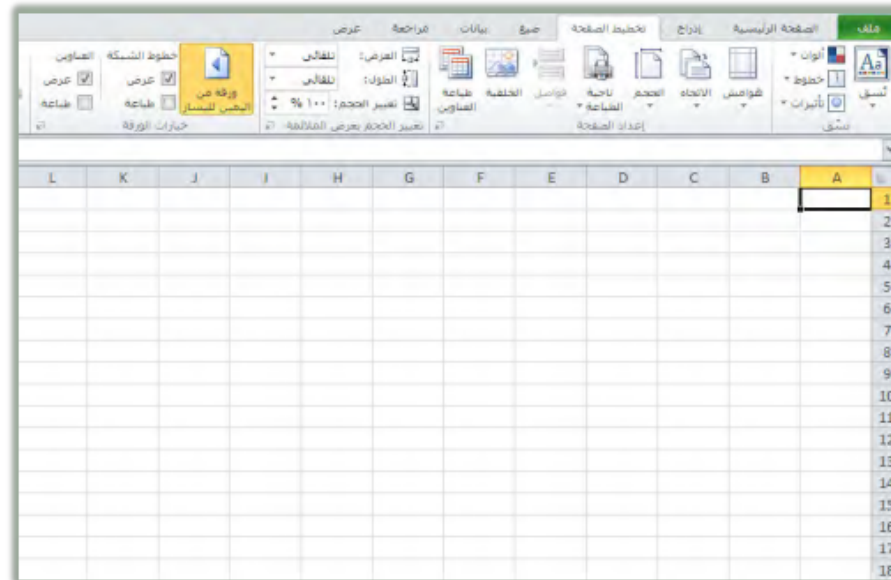 ملف الصفحة الرئيسية إدراج تخطيط الصفحة صيغ بيانات مراجعة عرض
ألوان
خطوط
تأثيرات
نسق
نسق
هوامش الاتجاه الحجم ناحية الطباعة فواصل الخلفية طباعة العناوين
إعداد الصفحة
العرض: تلقائي
الطول: تلقائي
تغيير الحجم: ١٠٠ %
تغيير الحجم بغرض الملائمة
ورقة من اليمين لليسار
خطوط الشبكة العناوين
عرض عرض
طباعة طباعة
خيارات الورقة
A B C D E F G H I J K L
1
2
3
4
5
6
7
8
9
10
11
12
13
14
15
16
17
18